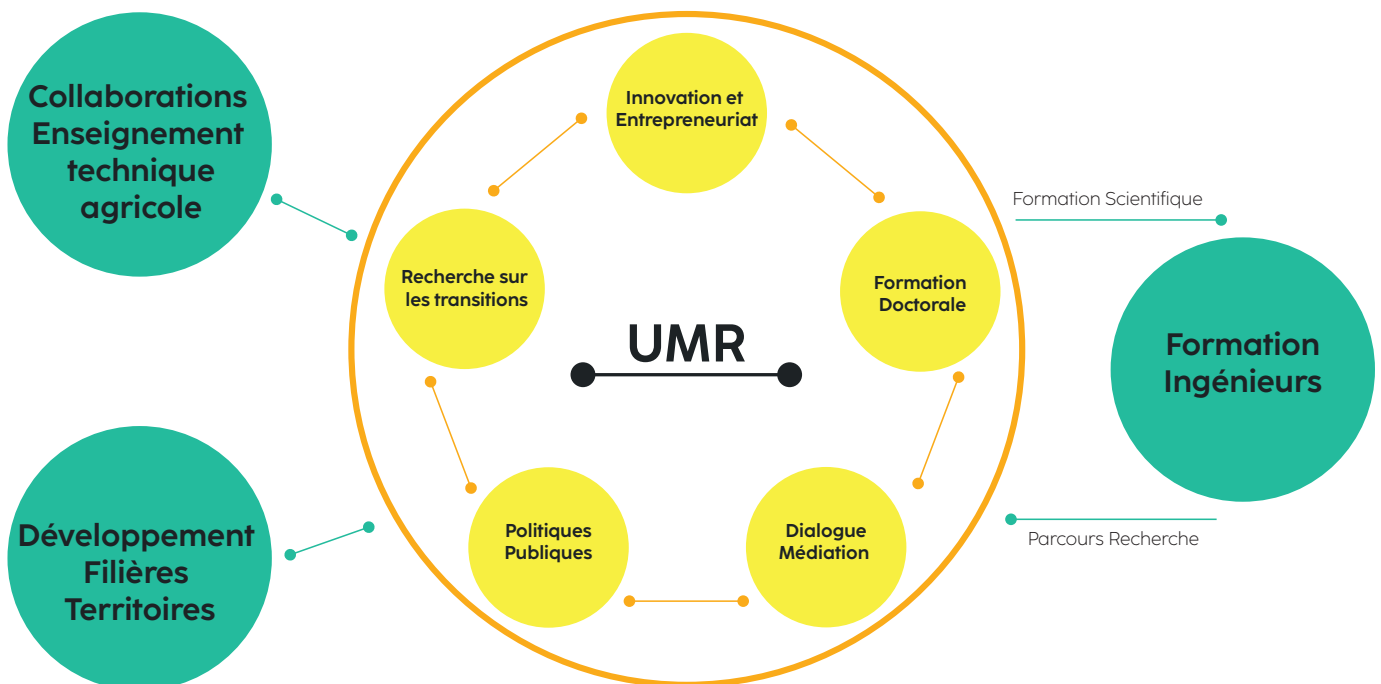 Collaborations
Enseignement
technique
agricole
Innovation et
Entrepreneuriat
Formation Scientifique
Recherche sur
les transitions
Formation
Doctorale
UMR
Formation
Ingénieurs
Développement
Filières
Territoires
Politiques
Publiques
Dialogue
Médiation
Parcours Recherche